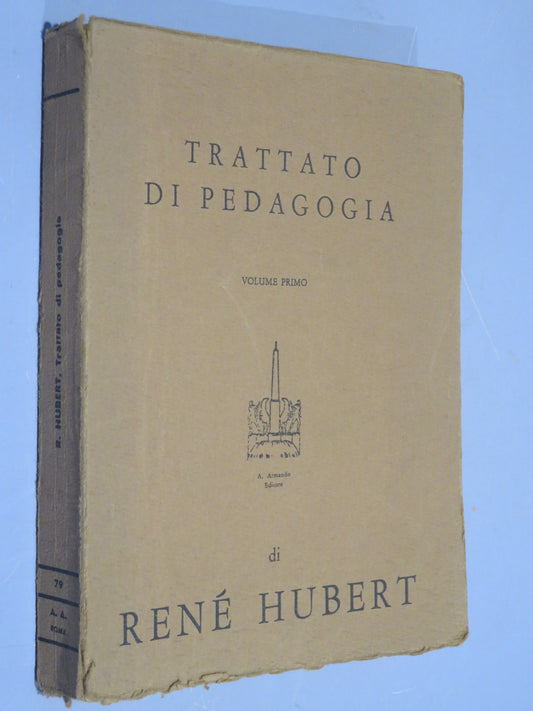 TRATTATO
DI PEDAGOGIA
VOLUME PRIMO
A. Armando
Editore
di
RENÉ HUBERT
R. HUBERT, Trattato di pedagogia
79
A. A.
ROMA